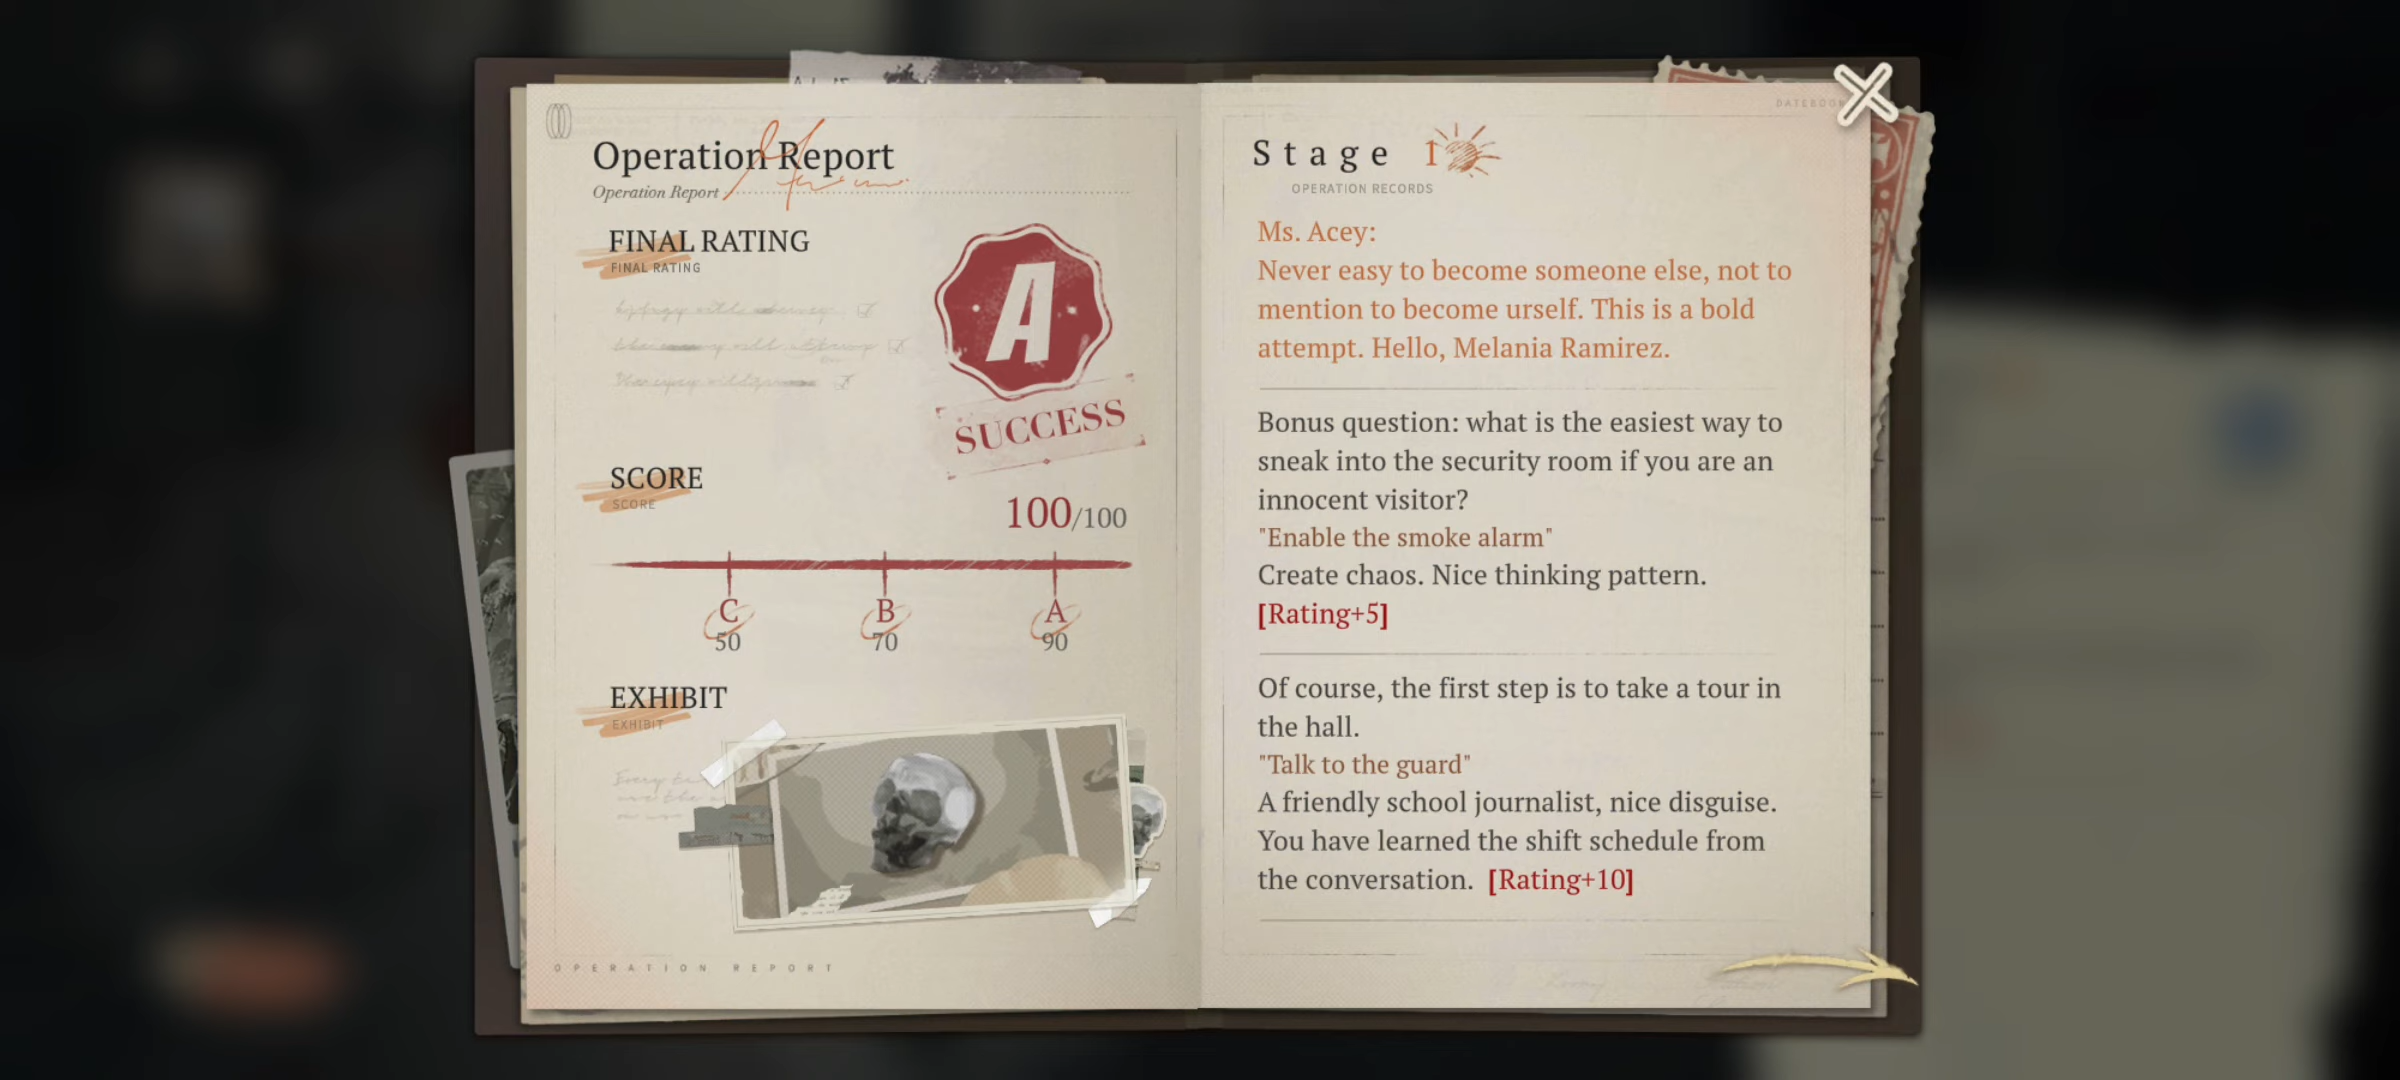 Operation Report
Operation Report
FINAL RATING
FINAL RATING
A
SUCCESS
SCORE
SCORE
100/100
C
50
B
70
A
90
EXHIBIT
EXHIBIT
OPERATION REPORT
DATEBOOK
Stage 1
OPERATION RECORDS
Ms. Acey:
Never easy to become someone else, not to
mention to become urself. This is a bold
attempt. Hello, Melania Ramirez.
Bonus question: what is the easiest way to
sneak into the security room if you are an
innocent visitor?
"Enable the smoke alarm"
Create chaos. Nice thinking pattern.
[Rating+5]
Of course, the first step is to take a tour in
the hall.
"Talk to the guard"
A friendly school journalist, nice disguise.
You have learned the shift schedule from
the conversation. [Rating+10]